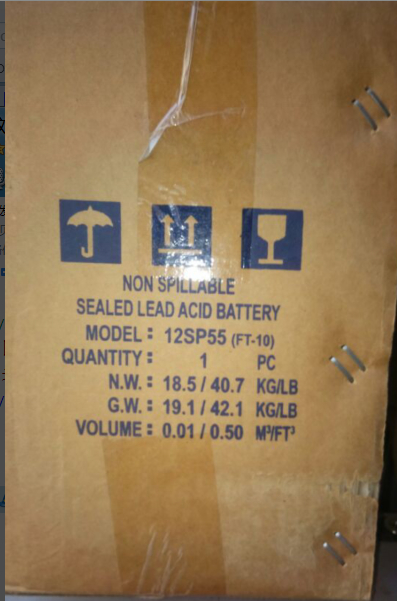 NON SPILLABLE
SEALED LEAD ACID BATTERY
MODEL : 12SP55 (FT-10)
QUANTITY : 1 PC
N.W. : 18.5 / 40.7 KG/LB
G.W. : 19.1 / 42.1 KG/LB
VOLUME : 0.01 / 0.50 M³/FT³